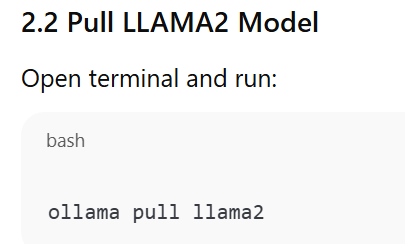 2.2 Pull LLAMA2 Model
Open terminal and run:
bash
ollama pull llama2